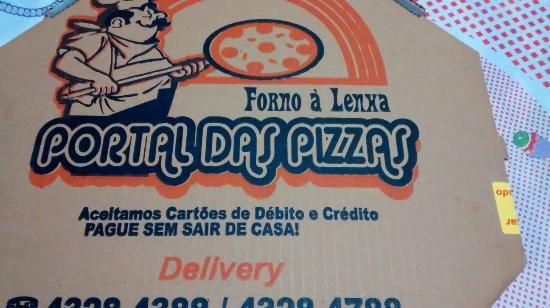 Forno à Lenha
PORTAL DAS PIZZAS
Aceitamos Cartões de Débito e Crédito
PAGUE SEM SAIR DE CASA!
Delivery